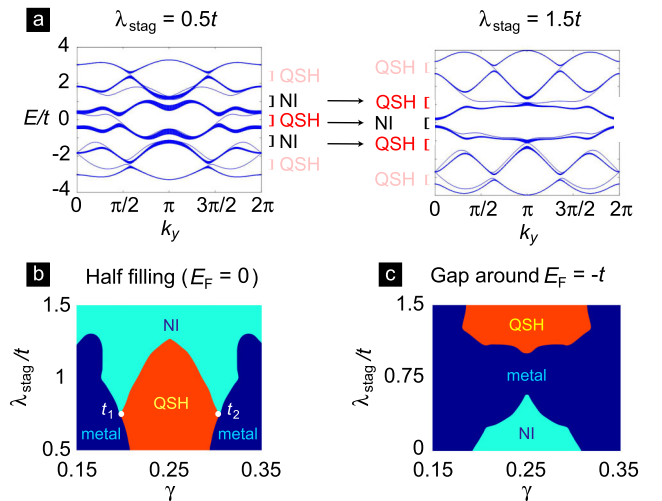 a
λstag = 0.5t
λstag = 1.5t
4
2
E/t 0
-2
-4
0 π/2 π 3π/2 2π
ky
QSH
NI
QSH
NI
QSH
QSH
QSH
NI
QSH
QSH
0 π/2 π 3π/2 2π
ky
b Half filling (EF = 0)
1.5
1
0.5
λstag/t
NI
QSH
t1
t2
metal
metal
0.15 0.25 0.35
γ
c Gap around EF = -t
1.5
0.75
0
λstag/t
QSH
metal
NI
0.15 0.25 0.35
γ